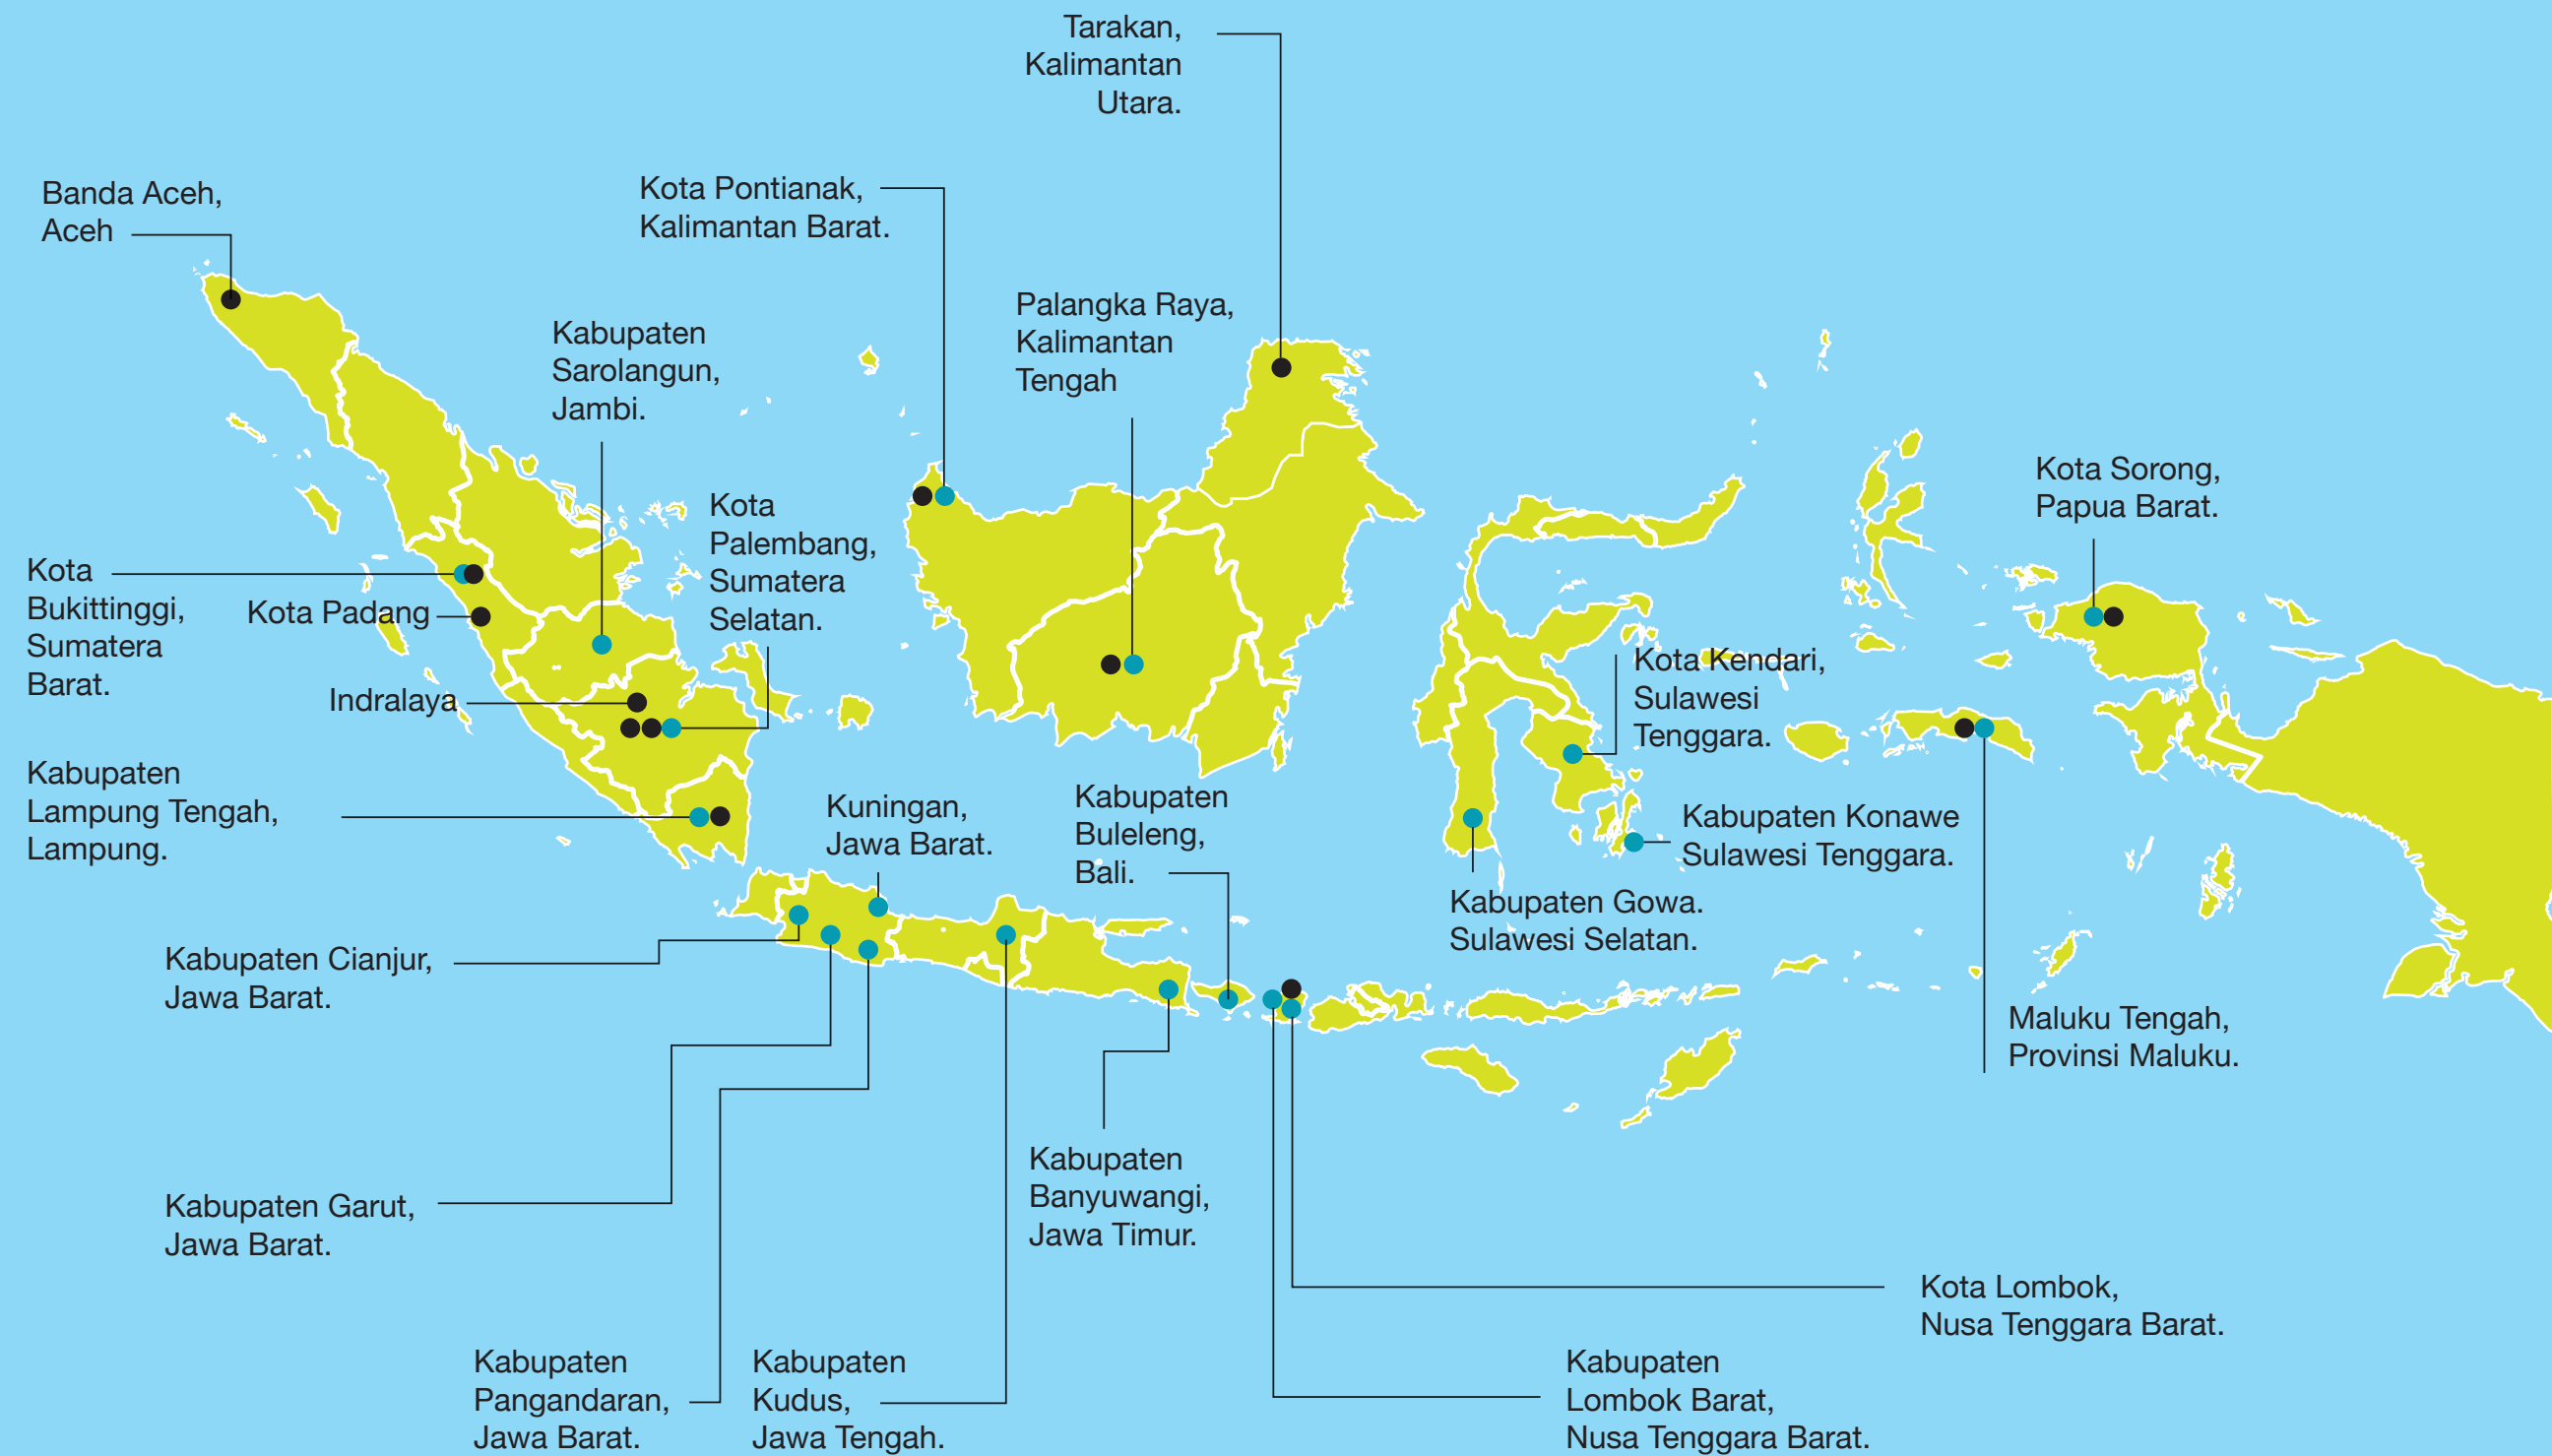 Tarakan,
Kalimantan
Utara.
Banda Aceh,
Aceh
Kota Pontianak,
Kalimantan Barat.
Palangka Raya,
Kalimantan
Tengah
Kabupaten
Sarolangun,
Jambi.
Kota Sorong,
Papua Barat.
Kota
Palembang,
Sumatera
Selatan.
Kota
Bukittinggi,
Sumatera
Barat.
Kota Padang
Indralaya
Kota Kendari,
Sulawesi
Tenggara.
Kabupaten
Lampung Tengah,
Lampung.
Kuningan,
Jawa Barat.
Kabupaten
Buleleng,
Bali.
Kabupaten Konawe
Sulawesi Tenggara.
Kabupaten Gowa.
Sulawesi Selatan.
Kabupaten Cianjur,
Jawa Barat.
Maluku Tengah,
Provinsi Maluku.
Kabupaten Garut,
Jawa Barat.
Kabupaten
Banyuwangi,
Jawa Timur.
Kota Lombok,
Nusa Tenggara Barat.
Kabupaten
Pangandaran,
Jawa Barat.
Kabupaten
Kudus,
Jawa Tengah.
Kabupaten
Lombok Barat,
Nusa Tenggara Barat.